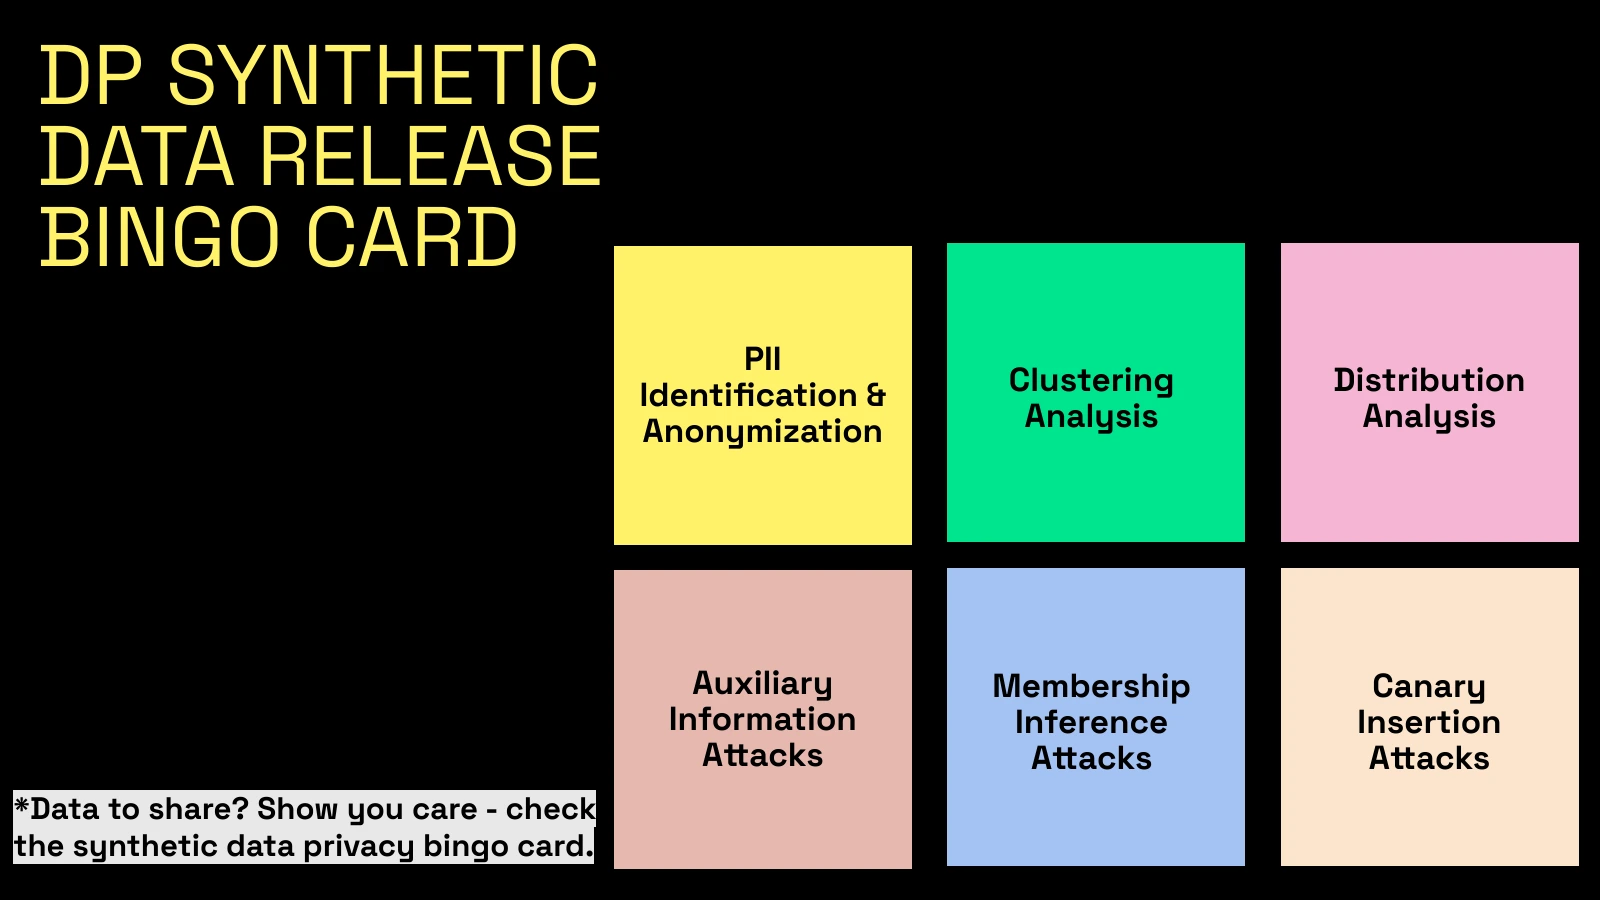 DP SYNTHETIC
DATA RELEASE
BINGO CARD
PII
Identification &
Anonymization
Clustering
Analysis
Distribution
Analysis
Auxiliary
Information
Attacks
Membership
Inference
Attacks
Canary
Insertion
Attacks
*Data to share? Show you care - check
the synthetic data privacy bingo card.